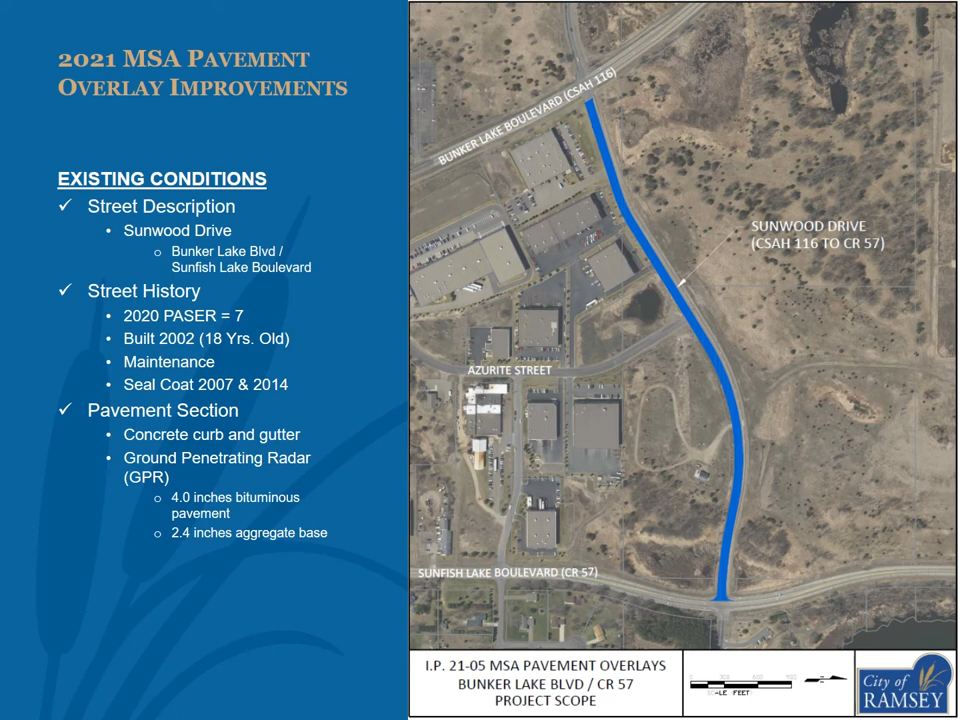 2021 MSA PAVEMENT
OVERLAY IMPROVEMENTS
EXISTING CONDITIONS
✓ Street Description
• Sunwood Drive
o Bunker Lake Blvd /
Sunfish Lake Boulevard
✓ Street History
• 2020 PASER = 7
• Built 2002 (18 Yrs. Old)
• Maintenance
• Seal Coat 2007 & 2014
✓ Pavement Section
• Concrete curb and gutter
• Ground Penetrating Radar
(GPR)
o 4.0 inches bituminous
pavement
o 2.4 inches aggregate base
BUNKER LAKE BOULEVARD (CSAH 116)
SUNWOOD DRIVE
(CSAH 116 TO CR 57)
AZURITE STREET
SUNFISH LAKE BOULEVARD (CR 57)
I.P. 21-05 MSA PAVEMENT OVERLAYS
BUNKER LAKE BLVD / CR 57
PROJECT SCOPE
FEET
City of
RAMSEY